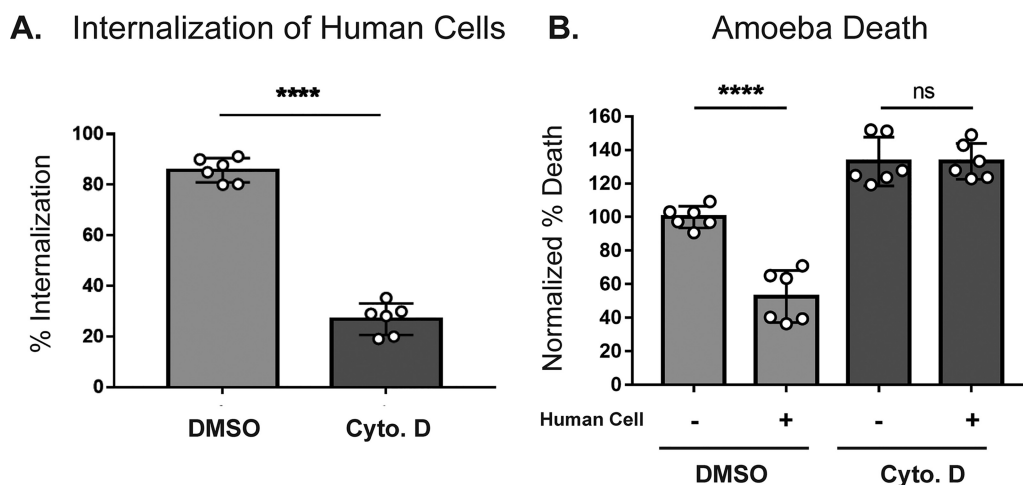 A. Internalization of Human Cells
****
% Internalization
100
80
60
40
20
0
DMSO Cyto. D
B. Amoeba Death
**** ns
Normalized % Death
160
140
120
100
80
60
40
20
0
Human Cell - + - +
DMSO Cyto. D